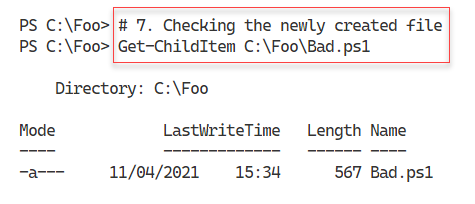 PS C:\Foo> # 7. Checking the newly created file
PS C:\Foo> Get-ChildItem C:\Foo\Bad.ps1
Directory: C:\Foo
Mode LastWriteTime Length Name
---- ------------- ------ ----
-a--- 11/04/2021 15:34 567 Bad.ps1